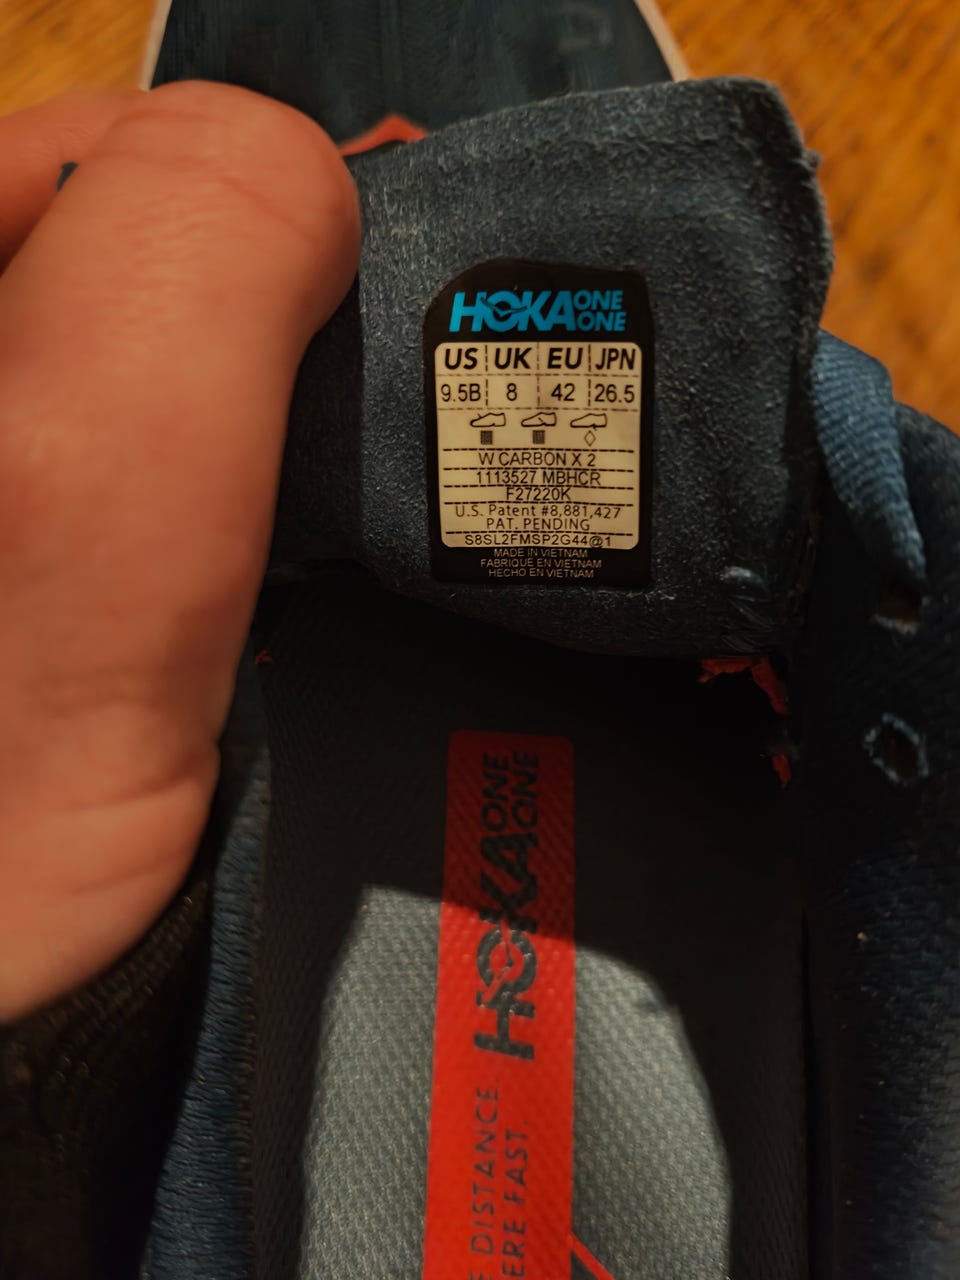 HOKA ONE ONE
US UK EU JPN
9.5B 8 42 26.5
W CARBON X 2
1113527 MBHCR
F27220K
U.S. Patent #8,881,427
PAT. PENDING
S8SL2FMSP2G44@1
MADE IN VIETNAM
FABRIQUÉ EN VIETNAM
HECHO EN VIETNAM
HOKA ONE ONE
DISTANCE.
FAST.